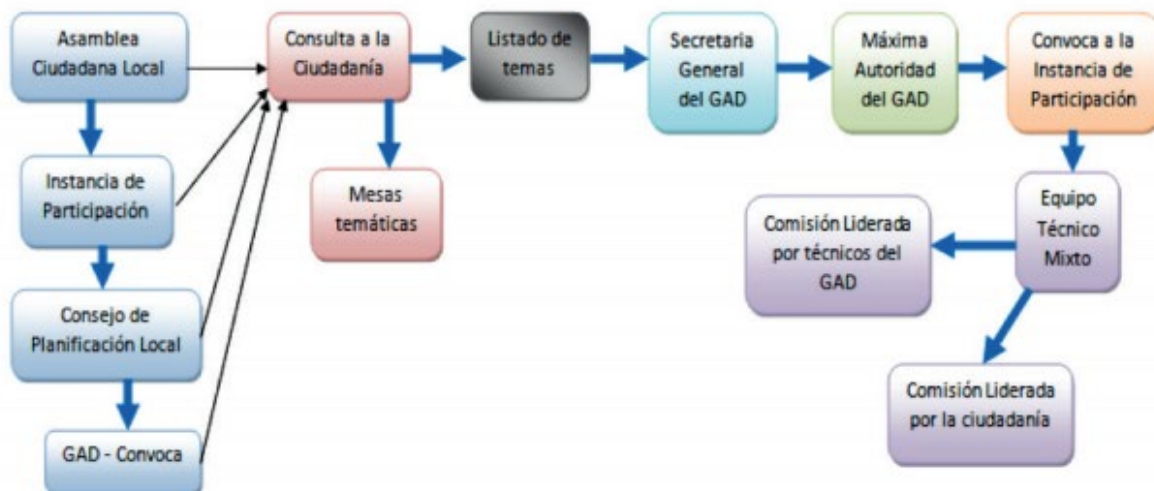 Asamblea
Ciudadana Local
Consulta a la
Ciudadanía
Listado de
temas
Secretaria
General
del GAD
Máxima
Autoridad
del GAD
Convoca a la
Instancia de
Participación
Instancia de
Participación
Mesas
temáticas
Equipo
Técnico
Mixto
Comisión Liderada
por técnicos del
GAD
Consejo de
Planificación Local
Comisión Liderada
por la ciudadanía
GAD - Convoca